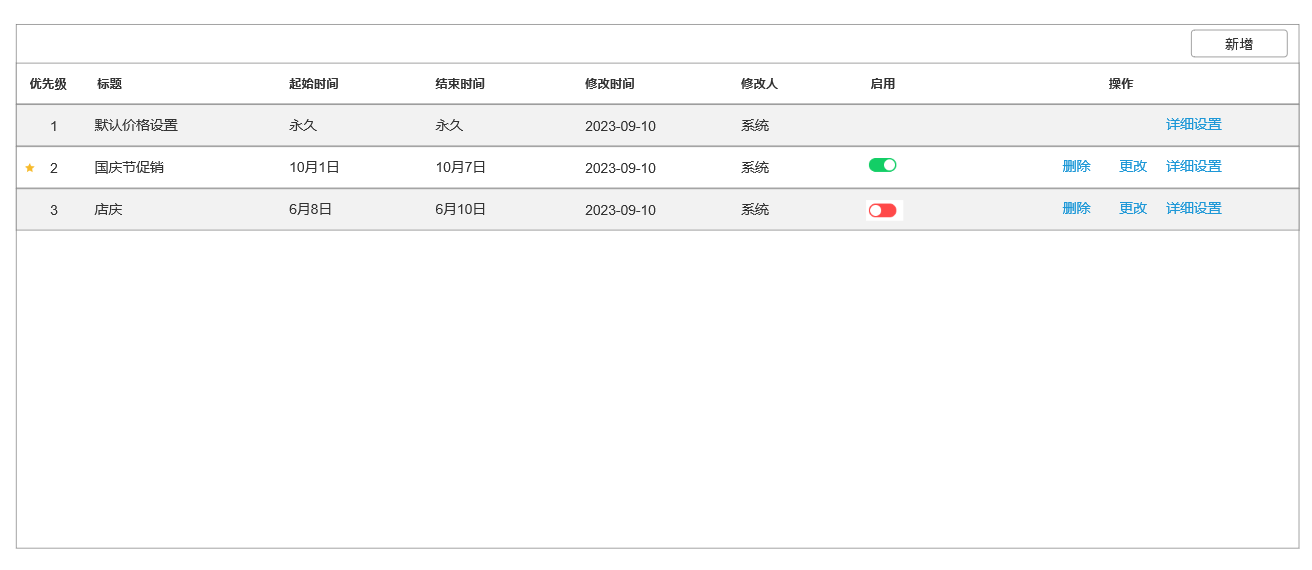 新增
优先级 标题 起始时间 结束时间 修改时间 修改人 启用 操作
1 默认价格设置 永久 永久 2023-09-10 系统 详细设置
2 国庆节促销 10月1日 10月7日 2023-09-10 系统 删除 更改 详细设置
3 店庆 6月8日 6月10日 2023-09-10 系统 删除 更改 详细设置